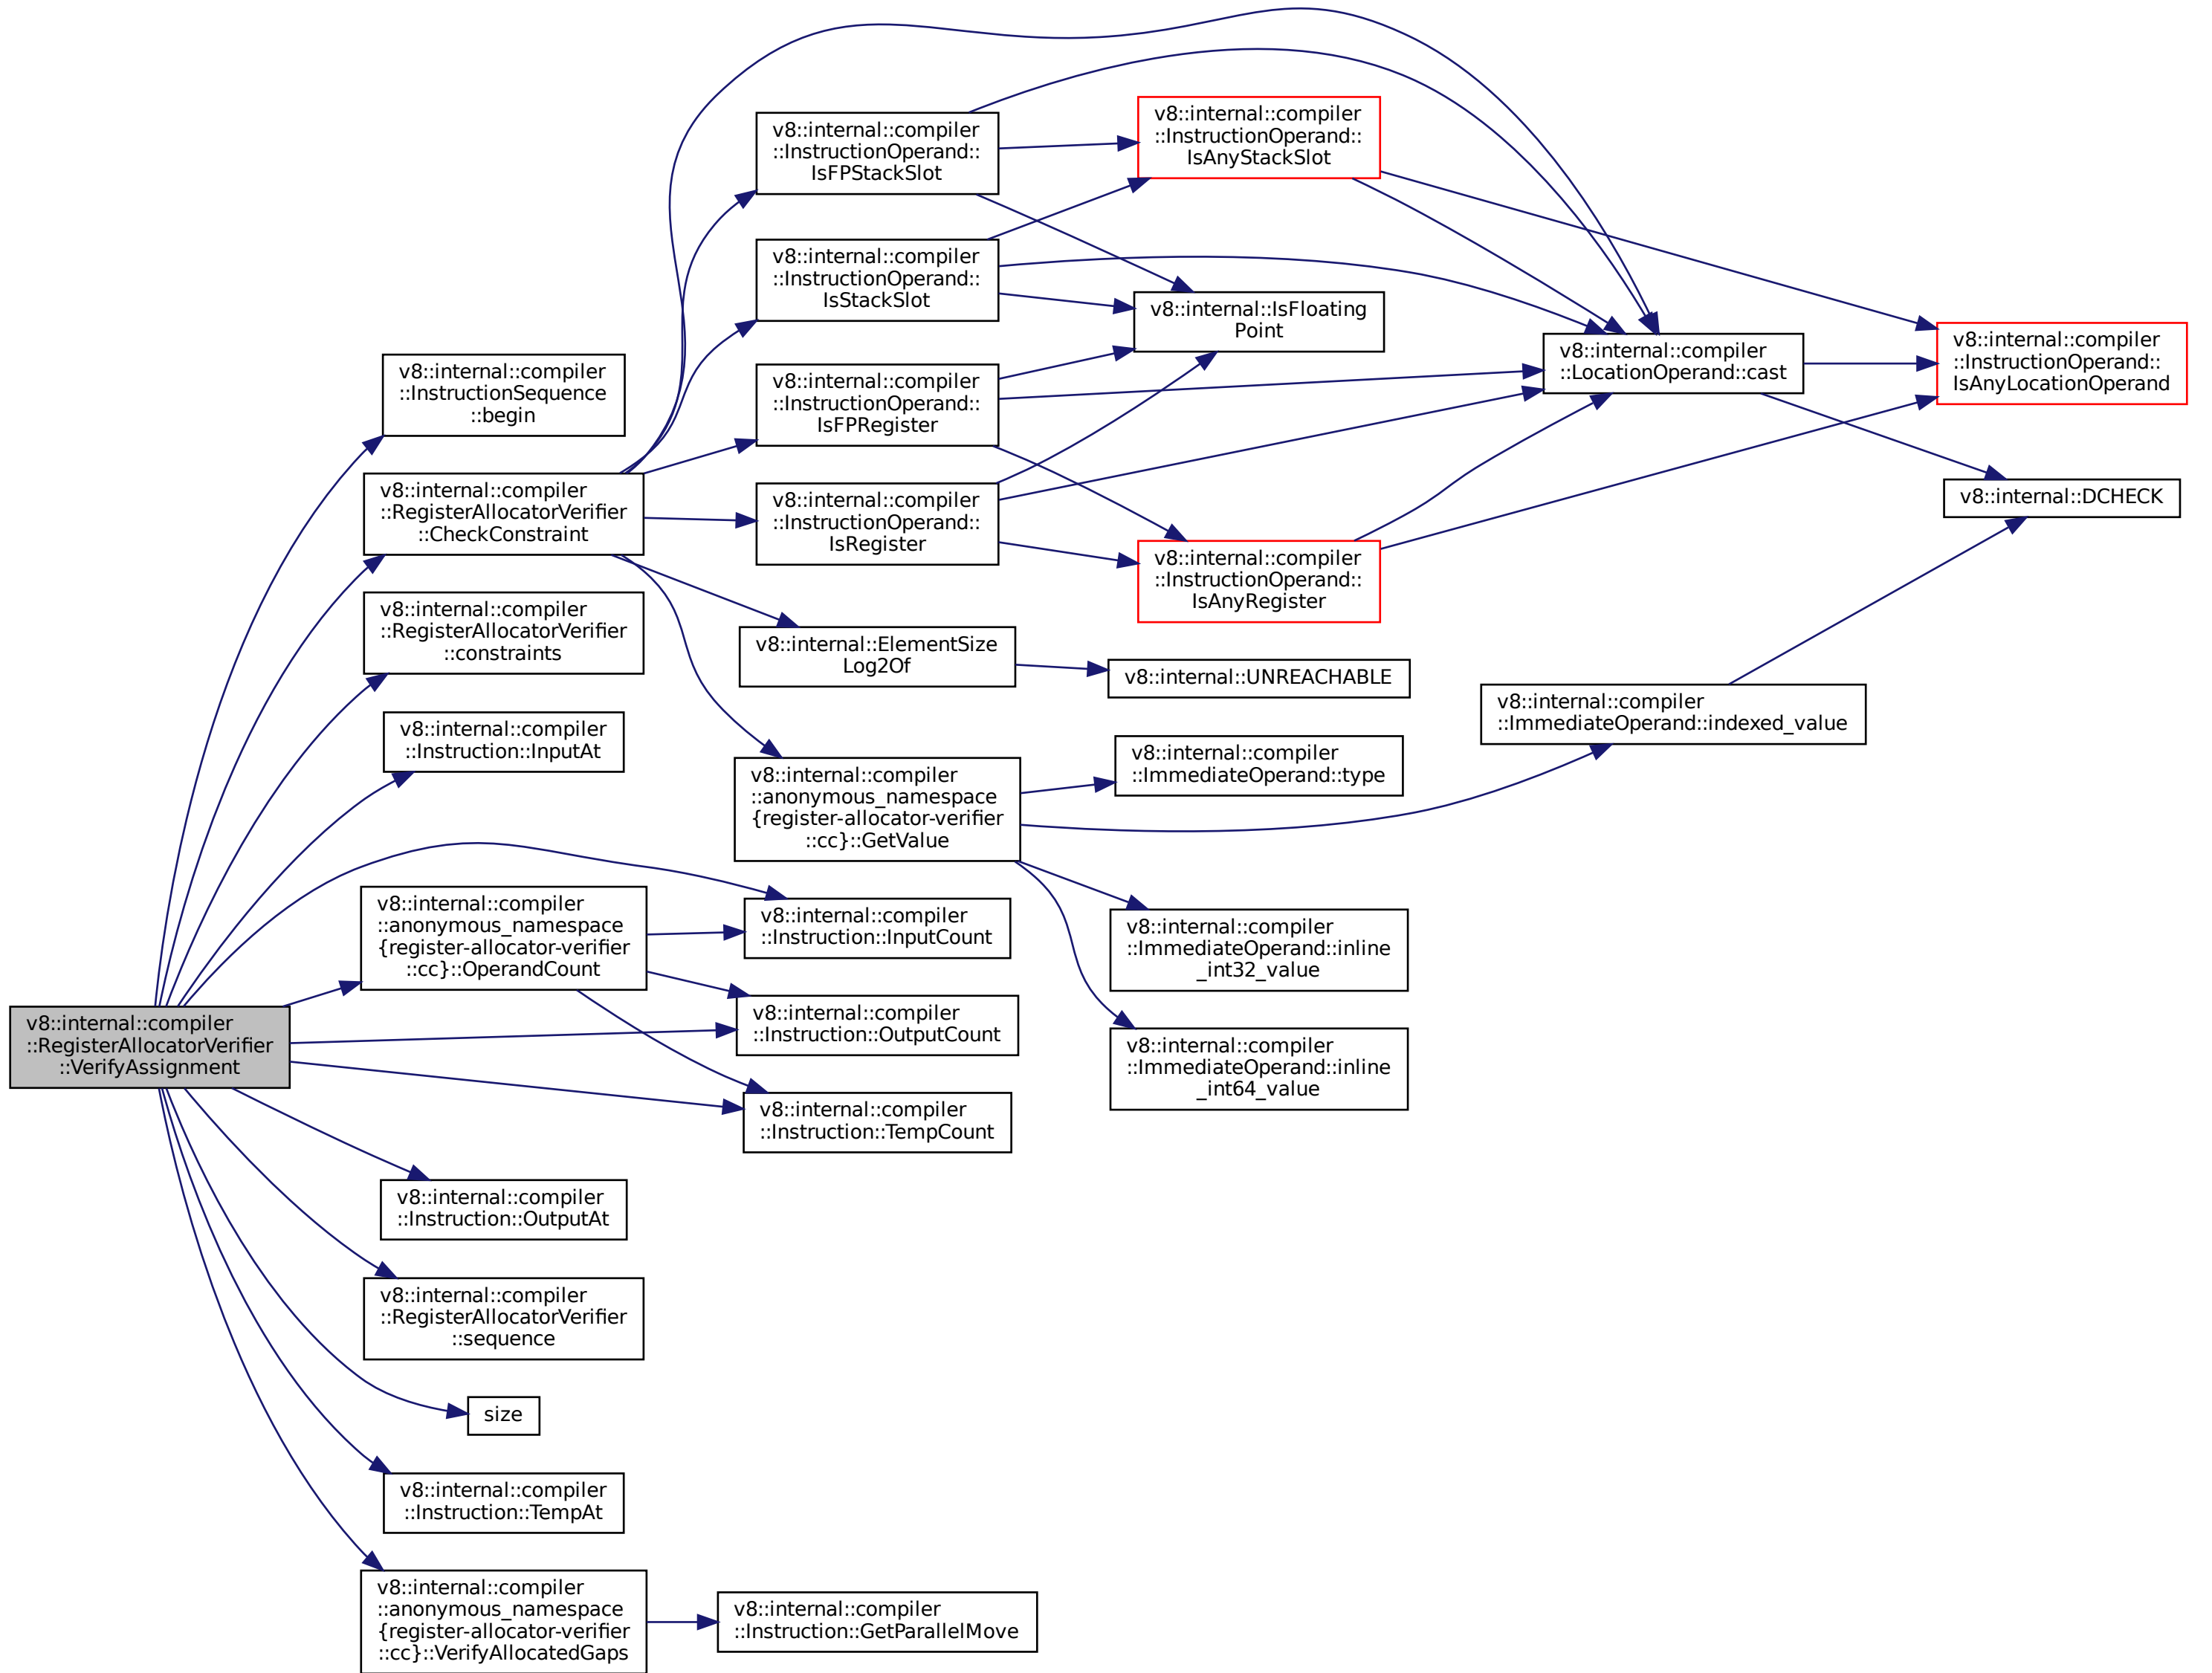 v8::internal::compiler
::RegisterAllocatorVerifier
::VerifyAssignment
v8::internal::compiler
::InstructionSequence
::begin
v8::internal::compiler
::RegisterAllocatorVerifier
::CheckConstraint
v8::internal::compiler
::RegisterAllocatorVerifier
::constraints
v8::internal::compiler
::Instruction::InputAt
v8::internal::compiler
::anonymous_namespace
{register-allocator-verifier
::cc}::OperandCount
v8::internal::compiler
::Instruction::OutputAt
v8::internal::compiler
::RegisterAllocatorVerifier
::sequence
size
v8::internal::compiler
::Instruction::TempAt
v8::internal::compiler
::anonymous_namespace
{register-allocator-verifier
::cc}::VerifyAllocatedGaps
v8::internal::compiler
::InstructionOperand::
IsFPStackSlot
v8::internal::compiler
::InstructionOperand::
IsStackSlot
v8::internal::compiler
::InstructionOperand::
IsFPRegister
v8::internal::compiler
::InstructionOperand::
IsRegister
v8::internal::ElementSize
Log2Of
v8::internal::compiler
::anonymous_namespace
{register-allocator-verifier
::cc}::GetValue
v8::internal::compiler
::Instruction::InputCount
v8::internal::compiler
::Instruction::OutputCount
v8::internal::compiler
::Instruction::TempCount
v8::internal::compiler
::Instruction::GetParallelMove
v8::internal::compiler
::InstructionOperand::
IsAnyStackSlot
v8::internal::IsFloating
Point
v8::internal::compiler
::InstructionOperand::
IsAnyRegister
v8::internal::UNREACHABLE
v8::internal::compiler
::ImmediateOperand::type
v8::internal::compiler
::ImmediateOperand::inline
_int32_value
v8::internal::compiler
::ImmediateOperand::inline
_int64_value
v8::internal::compiler
::LocationOperand::cast
v8::internal::compiler
::ImmediateOperand::indexed_value
v8::internal::compiler
::InstructionOperand::
IsAnyLocationOperand
v8::internal::DCHECK